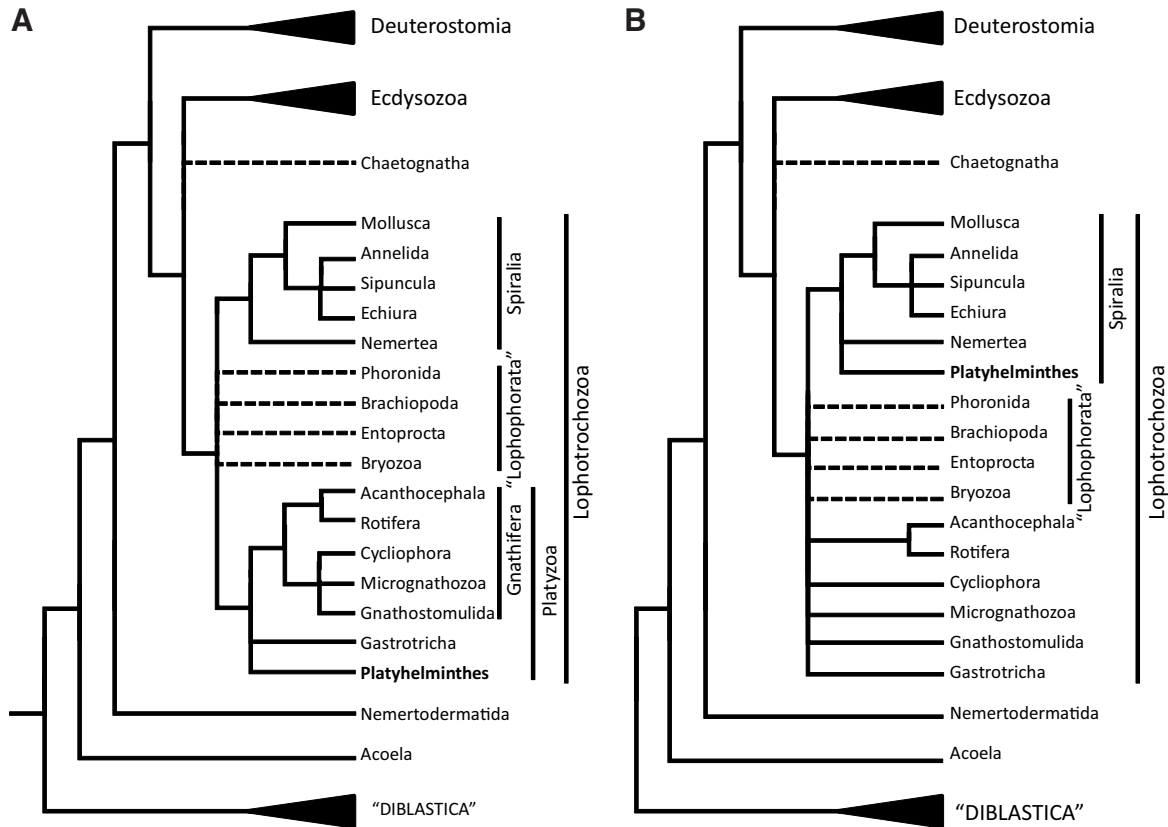 A
Deuterostomia
Ecdysozoa
Chaetognatha
Mollusca
Annelida
Sipuncula
Echiura
Nemertea
Phoronida
Brachiopoda
Entoprocta
Bryozoa
Acanthocephala
Rotifera
Cycliophora
Micrognathozoa
Gnathostomulida
Gastrotricha
Platyhelminthes
Nemertodermatida
Acoela
“DIBLASTICA”
Spiralia
“Lophophorata”
Gnathifera
Platyzoa
Lophotrochozoa
B
Deuterostomia
Ecdysozoa
Chaetognatha
Mollusca
Annelida
Sipuncula
Echiura
Nemertea
Platyhelminthes
Phoronida
Brachiopoda
Entoprocta
Bryozoa
Acanthocephala
Rotifera
Cycliophora
Micrognathozoa
Gnathostomulida
Gastrotricha
Nemertodermatida
Acoela
“DIBLASTICA”
Spiralia
“Lophophorata”
Lophotrochozoa